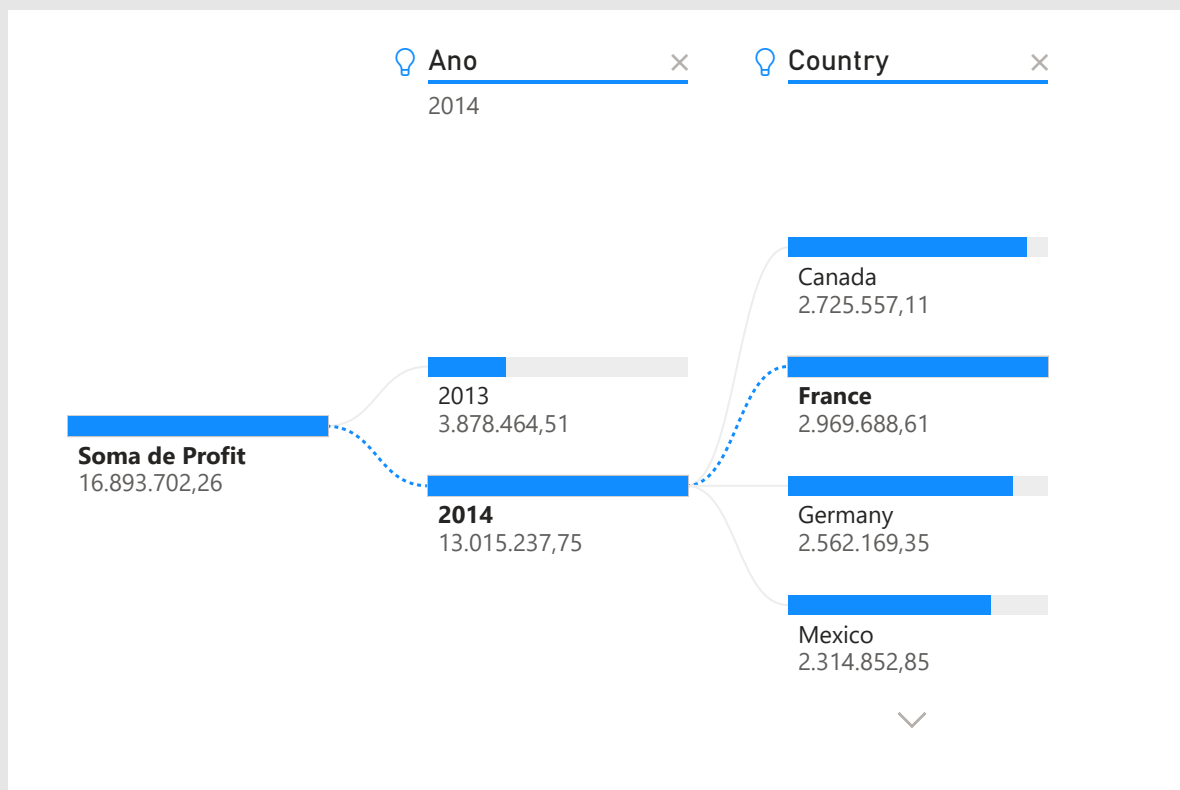 Ano
2014
Country
Soma de Profit
16.893.702,26
2013
3.878.464,51
2014
13.015.237,75
Canada
2.725.557,11
France
2.969.688,61
Germany
2.562.169,35
Mexico
2.314.852,85